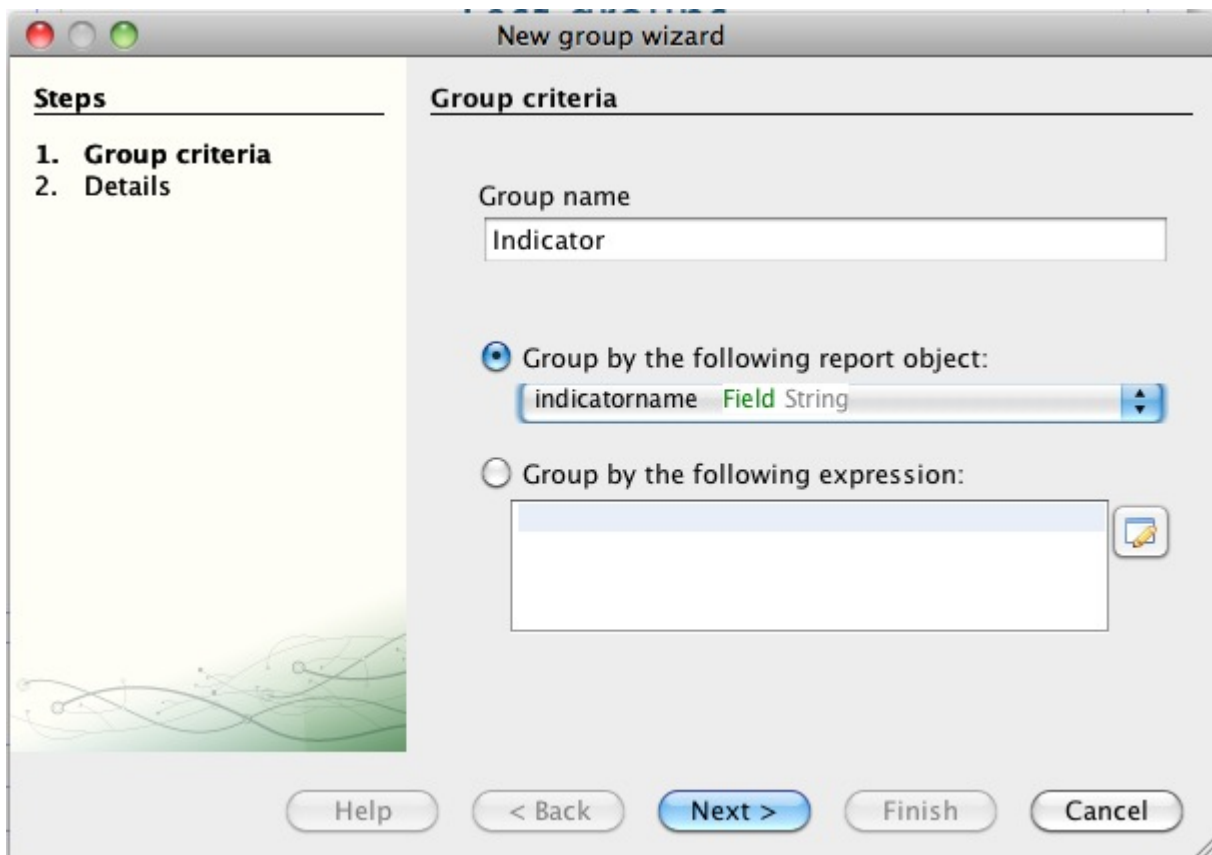 New group wizard
Steps
1. Group criteria
2. Details
Group criteria
Group name
Indicator
Group by the following report object:
indicatorname Field String
Group by the following expression:
Help
< Back
Next >
Finish
Cancel